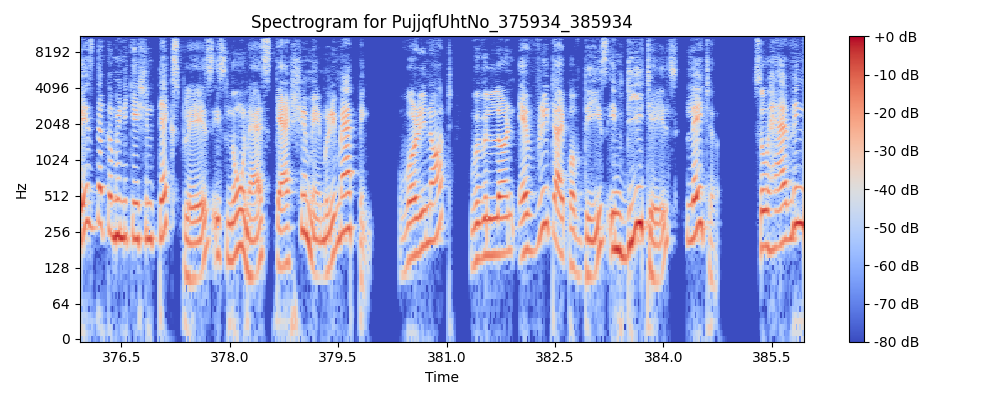 Spectrogram for PujjqfUhtNo_375934_385934
8192
4096
2048
1024
512
256
128
64
0
Hz
376.5
378.0
379.5
381.0
382.5
384.0
385.5
Time
+0 dB
-10 dB
-20 dB
-30 dB
-40 dB
-50 dB
-60 dB
-70 dB
-80 dB